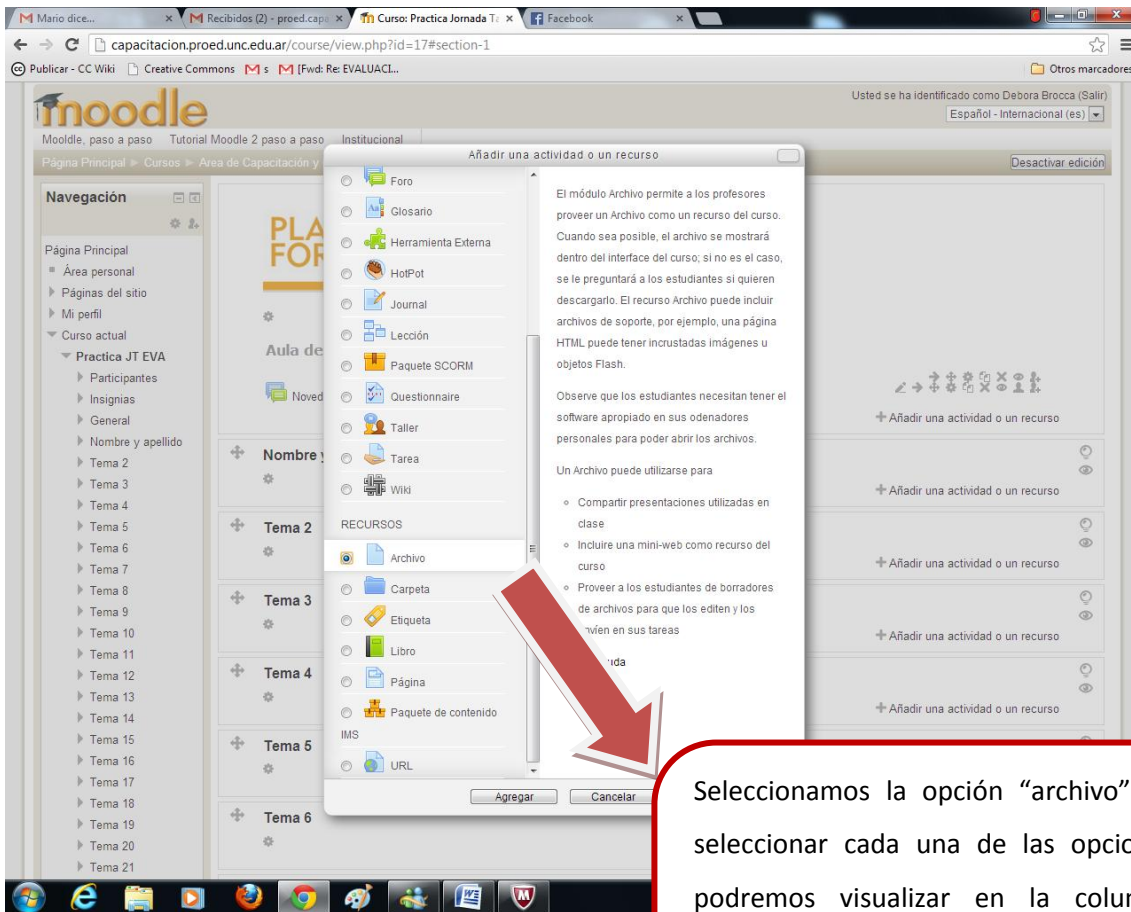 Mario dice...
Recibidos (2) - proed.capa
Curso: Practica Jornada Ta
Facebook
capacitacion.proed.unc.edu.ar/course/view.php?id=17#section-1
Publicar - CC Wiki
Creative Commons
s
[Fwd: Re: EVALUACI...
Otros marcadores
moodle
Usted se ha identificado como Debora Brocca (Salir)
Español - Internacional (es)
Mooldle, paso a paso
Tutorial Moodle 2 paso a paso
Institucional
Página Principal ► Cursos ► Area de Capacitación y
Desactivar edición
Navegación
Página Principal
Área personal
Páginas del sitio
Mi perfil
Curso actual
Practica JT EVA
Participantes
Insignias
General
Nombre y apellido
Tema 2
Tema 3
Tema 4
Tema 5
Tema 6
Tema 7
Tema 8
Tema 9
Tema 10
Tema 11
Tema 12
Tema 13
Tema 14
Tema 15
Tema 16
Tema 17
Tema 18
Tema 19
Tema 20
Tema 21
PLA
FOR
Aula de
Noved
Nombre y
Tema 2
Tema 3
Tema 4
Tema 5
Tema 6
Añadir una actividad o un recurso
Foro
Glosario
Herramienta Externa
HotPot
Journal
Lección
Paquete SCORM
Questionnaire
Taller
Tarea
Wiki
RECURSOS
Archivo
Carpeta
Etiqueta
Libro
Página
Paquete de contenido
IMS
URL
El módulo Archivo permite a los profesores
proveer un Archivo como un recurso del curso.
Cuando sea posible, el archivo se mostrará
dentro del interface del curso; si no es el caso,
se le preguntará a los estudiantes si quieren
descargarlo. El recurso Archivo puede incluir
archivos de soporte, por ejemplo, una página
HTML puede tener incrustadas imágenes u
objetos Flash.
Observe que los estudiantes necesitan tener el
software apropiado en sus odenadores
personales para poder abrir los archivos.
Un Archivo puede utilizarse para
Compartir presentaciones utilizadas en
clase
Incluire una mini-web como recurso del
curso
Proveer a los estudiantes de borradores
de archivos para que los editen y los
envíen en sus tareas
uda
Agregar
Cancelar
Añadir una actividad o un recurso
Añadir una actividad o un recurso
Añadir una actividad o un recurso
Añadir una actividad o un recurso
Añadir una actividad o un recurso
Seleccionamos la opción “archivo”
seleccionar cada una de las opcio
podremos visualizar en la colu